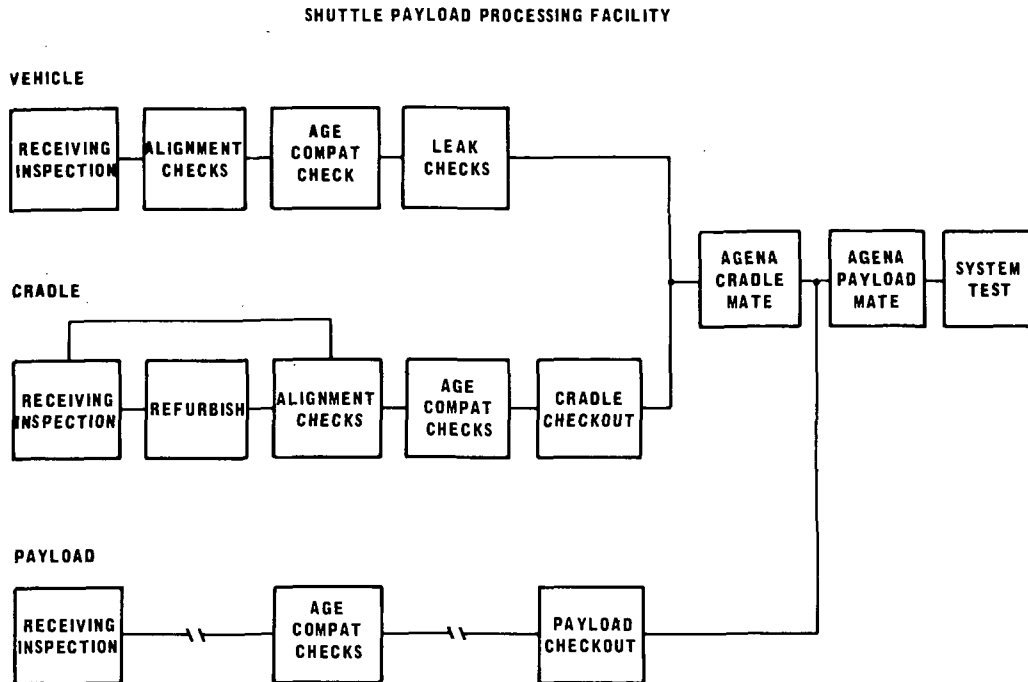 SHUTTLE PAYLOAD PROCESSING FACILITY
VEHICLE
RECEIVING
INSPECTION
ALIGNMENT
CHECKS
AGE
COMPAT
CHECK
LEAK
CHECKS
AGENA
CRADLE
MATE
AGENA
PAYLOAD
MATE
SYSTEM
TEST
CRADLE
RECEIVING
INSPECTION
REFURBISH
ALIGNMENT
CHECKS
AGE
COMPAT
CHECKS
CRADLE
CHECKOUT
PAYLOAD
RECEIVING
INSPECTION
AGE
COMPAT
CHECKS
PAYLOAD
CHECKOUT